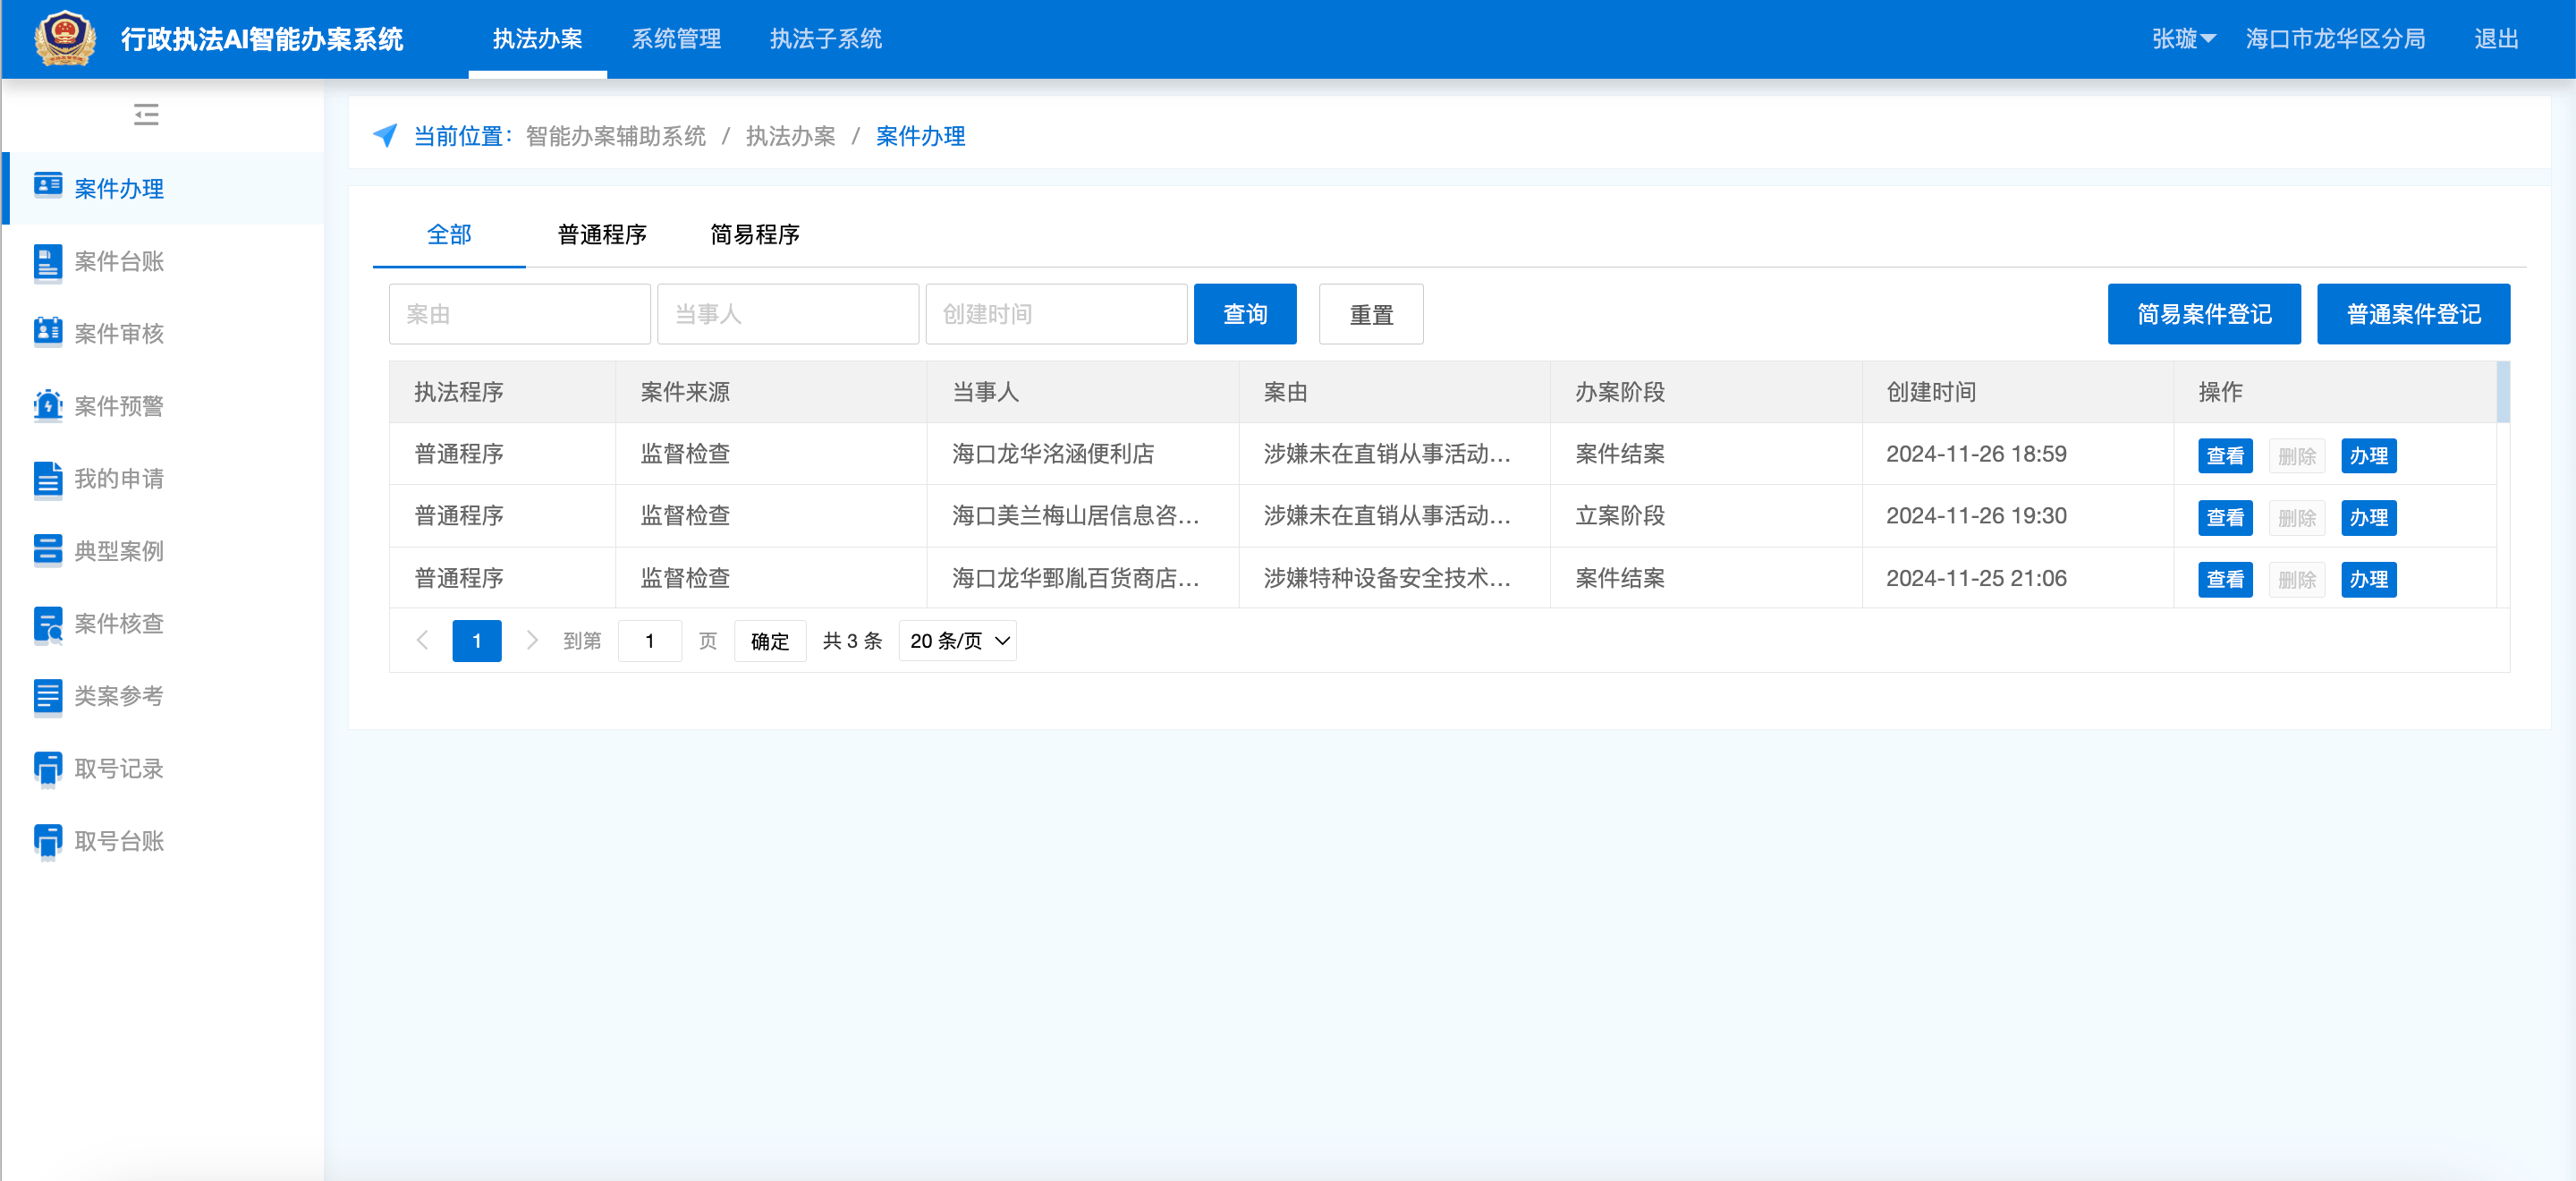 行政执法AI智能办案系统 执法办案 系统管理 执法子系统 张璇 海口市龙华区分局 退出
当前位置： 智能办案辅助系统 / 执法办案 / 案件办理
案件办理
案件台账
案件审核
案件预警
我的申请
典型案例
案件核查
类案参考
取号记录
取号台账
全部 普通程序 简易程序
案由 当事人 创建时间 查询 重置 简易案件登记 普通案件登记
执法程序 案件来源 当事人 案由 办案阶段 创建时间 操作
普通程序 监督检查 海口龙华洺涵便利店 涉嫌未在直销从事活动... 案件结案 2024-11-26 18:59 查看 删除 办理
普通程序 监督检查 海口美兰梅山居信息咨... 涉嫌未在直销从事活动... 立案阶段 2024-11-26 19:30 查看 删除 办理
普通程序 监督检查 海口龙华鄄胤百货商店... 涉嫌特种设备安全技术... 案件结案 2024-11-25 21:06 查看 删除 办理
1 到第 1 页 确定 共 3 条 20 条/页